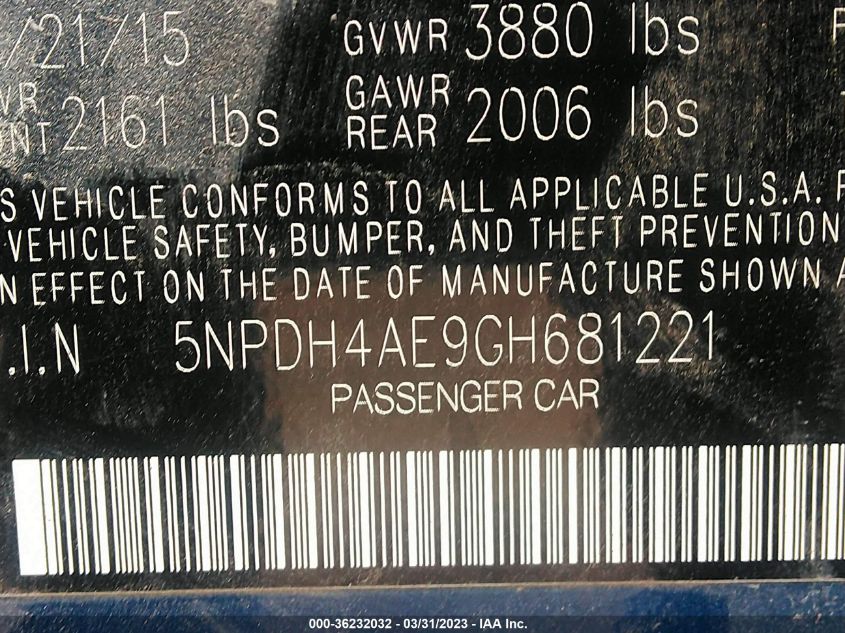 /21/15 GVWR 3880 lbs
WR GAWR
NT 2161 lbs REAR 2006 lbs
S VEHICLE CONFORMS TO ALL APPLICABLE U.S.A. F
VEHICLE SAFETY, BUMPER, AND THEFT PREVENTION
N EFFECT ON THE DATE OF MANUFACTURE SHOWN A
.I.N 5NPDH4AE9GH681221
PASSENGER CAR
000-36232032 - 03/31/2023 - IAA Inc.